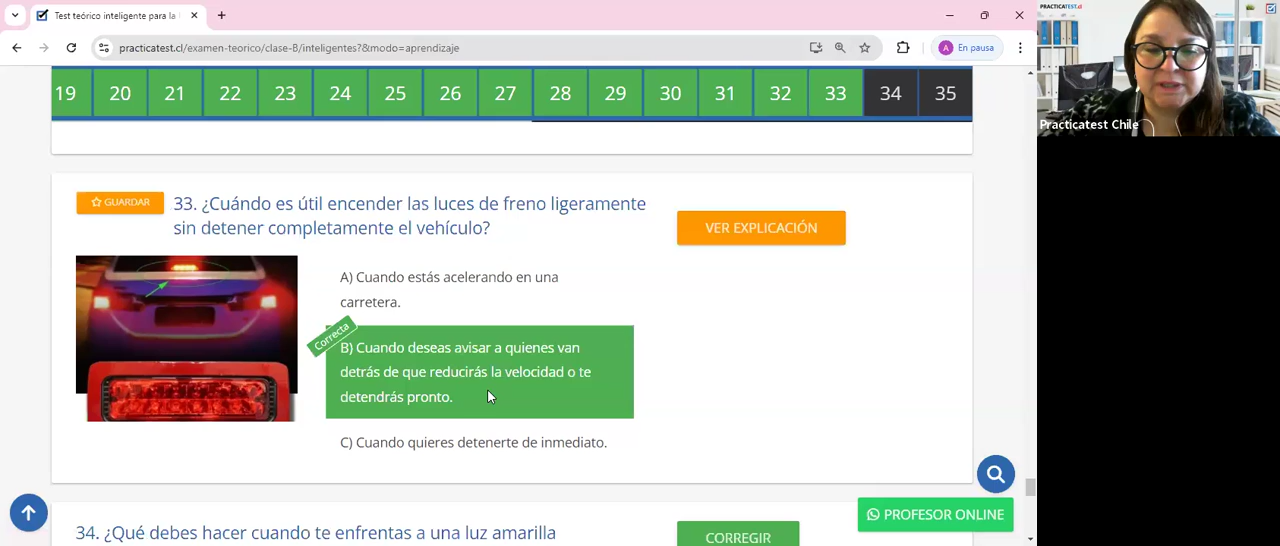 Test teórico inteligente para la l
practicatest.cl/examen-teorico/clase-B/inteligentes?&modo=aprendizaje
A En pausa
19 20 21 22 23 24 25 26 27 28 29 30 31 32 33 34 35
GUARDAR
33. ¿Cuándo es útil encender las luces de freno ligeramente
sin detener completamente el vehículo?
VER EXPLICACIÓN
A) Cuando estás acelerando en una
carretera.
Correcta
B) Cuando deseas avisar a quienes van
detrás de que reducirás la velocidad o te
detendrás pronto.
C) Cuando quieres detenerte de inmediato.
PROFESOR ONLINE
34. ¿Qué debes hacer cuando te enfrentas a una luz amarilla
CORREGIR
PRACTICATEST.cl
Practicatest Chile